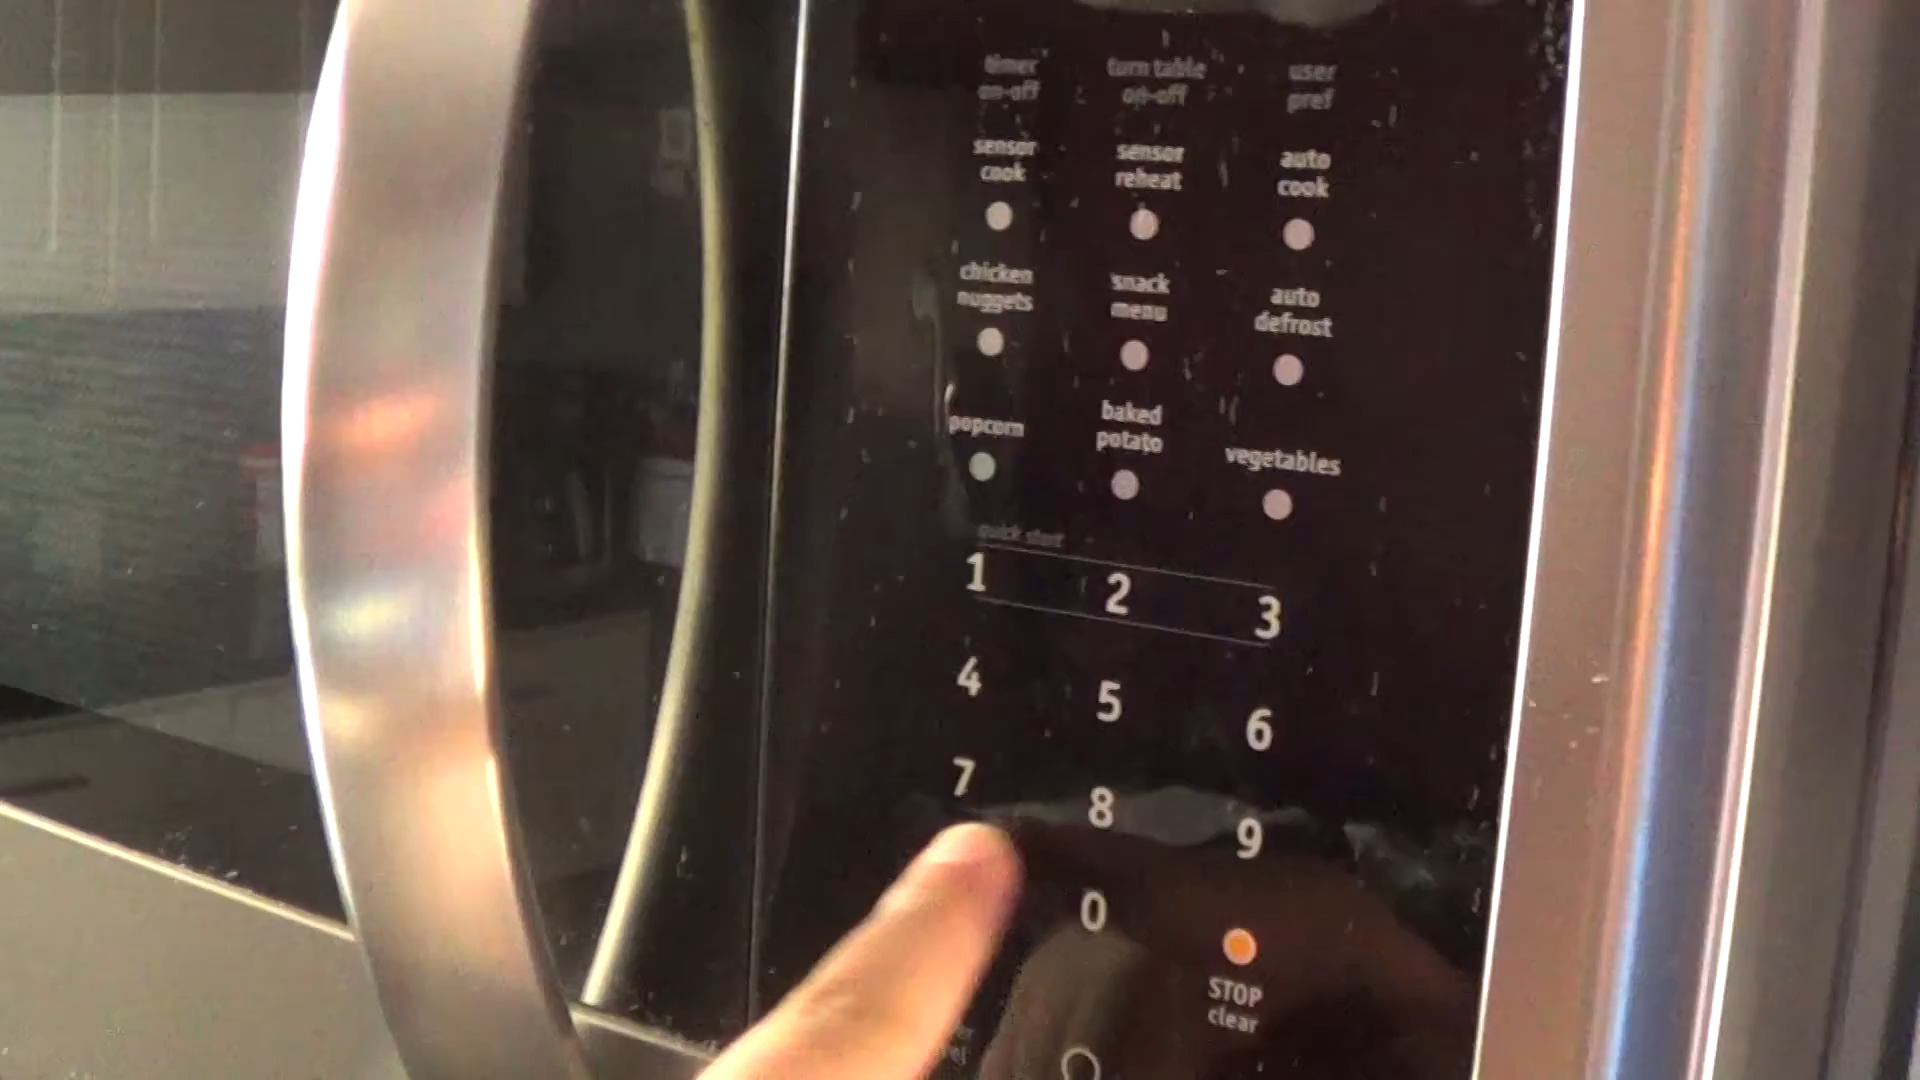 timer
on-off
turn table
on-off
user
pref
sensor
cook
sensor
reheat
auto
cook
chicken
nuggets
snack
menu
auto
defrost
popcorn
baked
potato
vegetables
quick start
1 2 3
4 5 6
7 8 9
0
STOP
clear